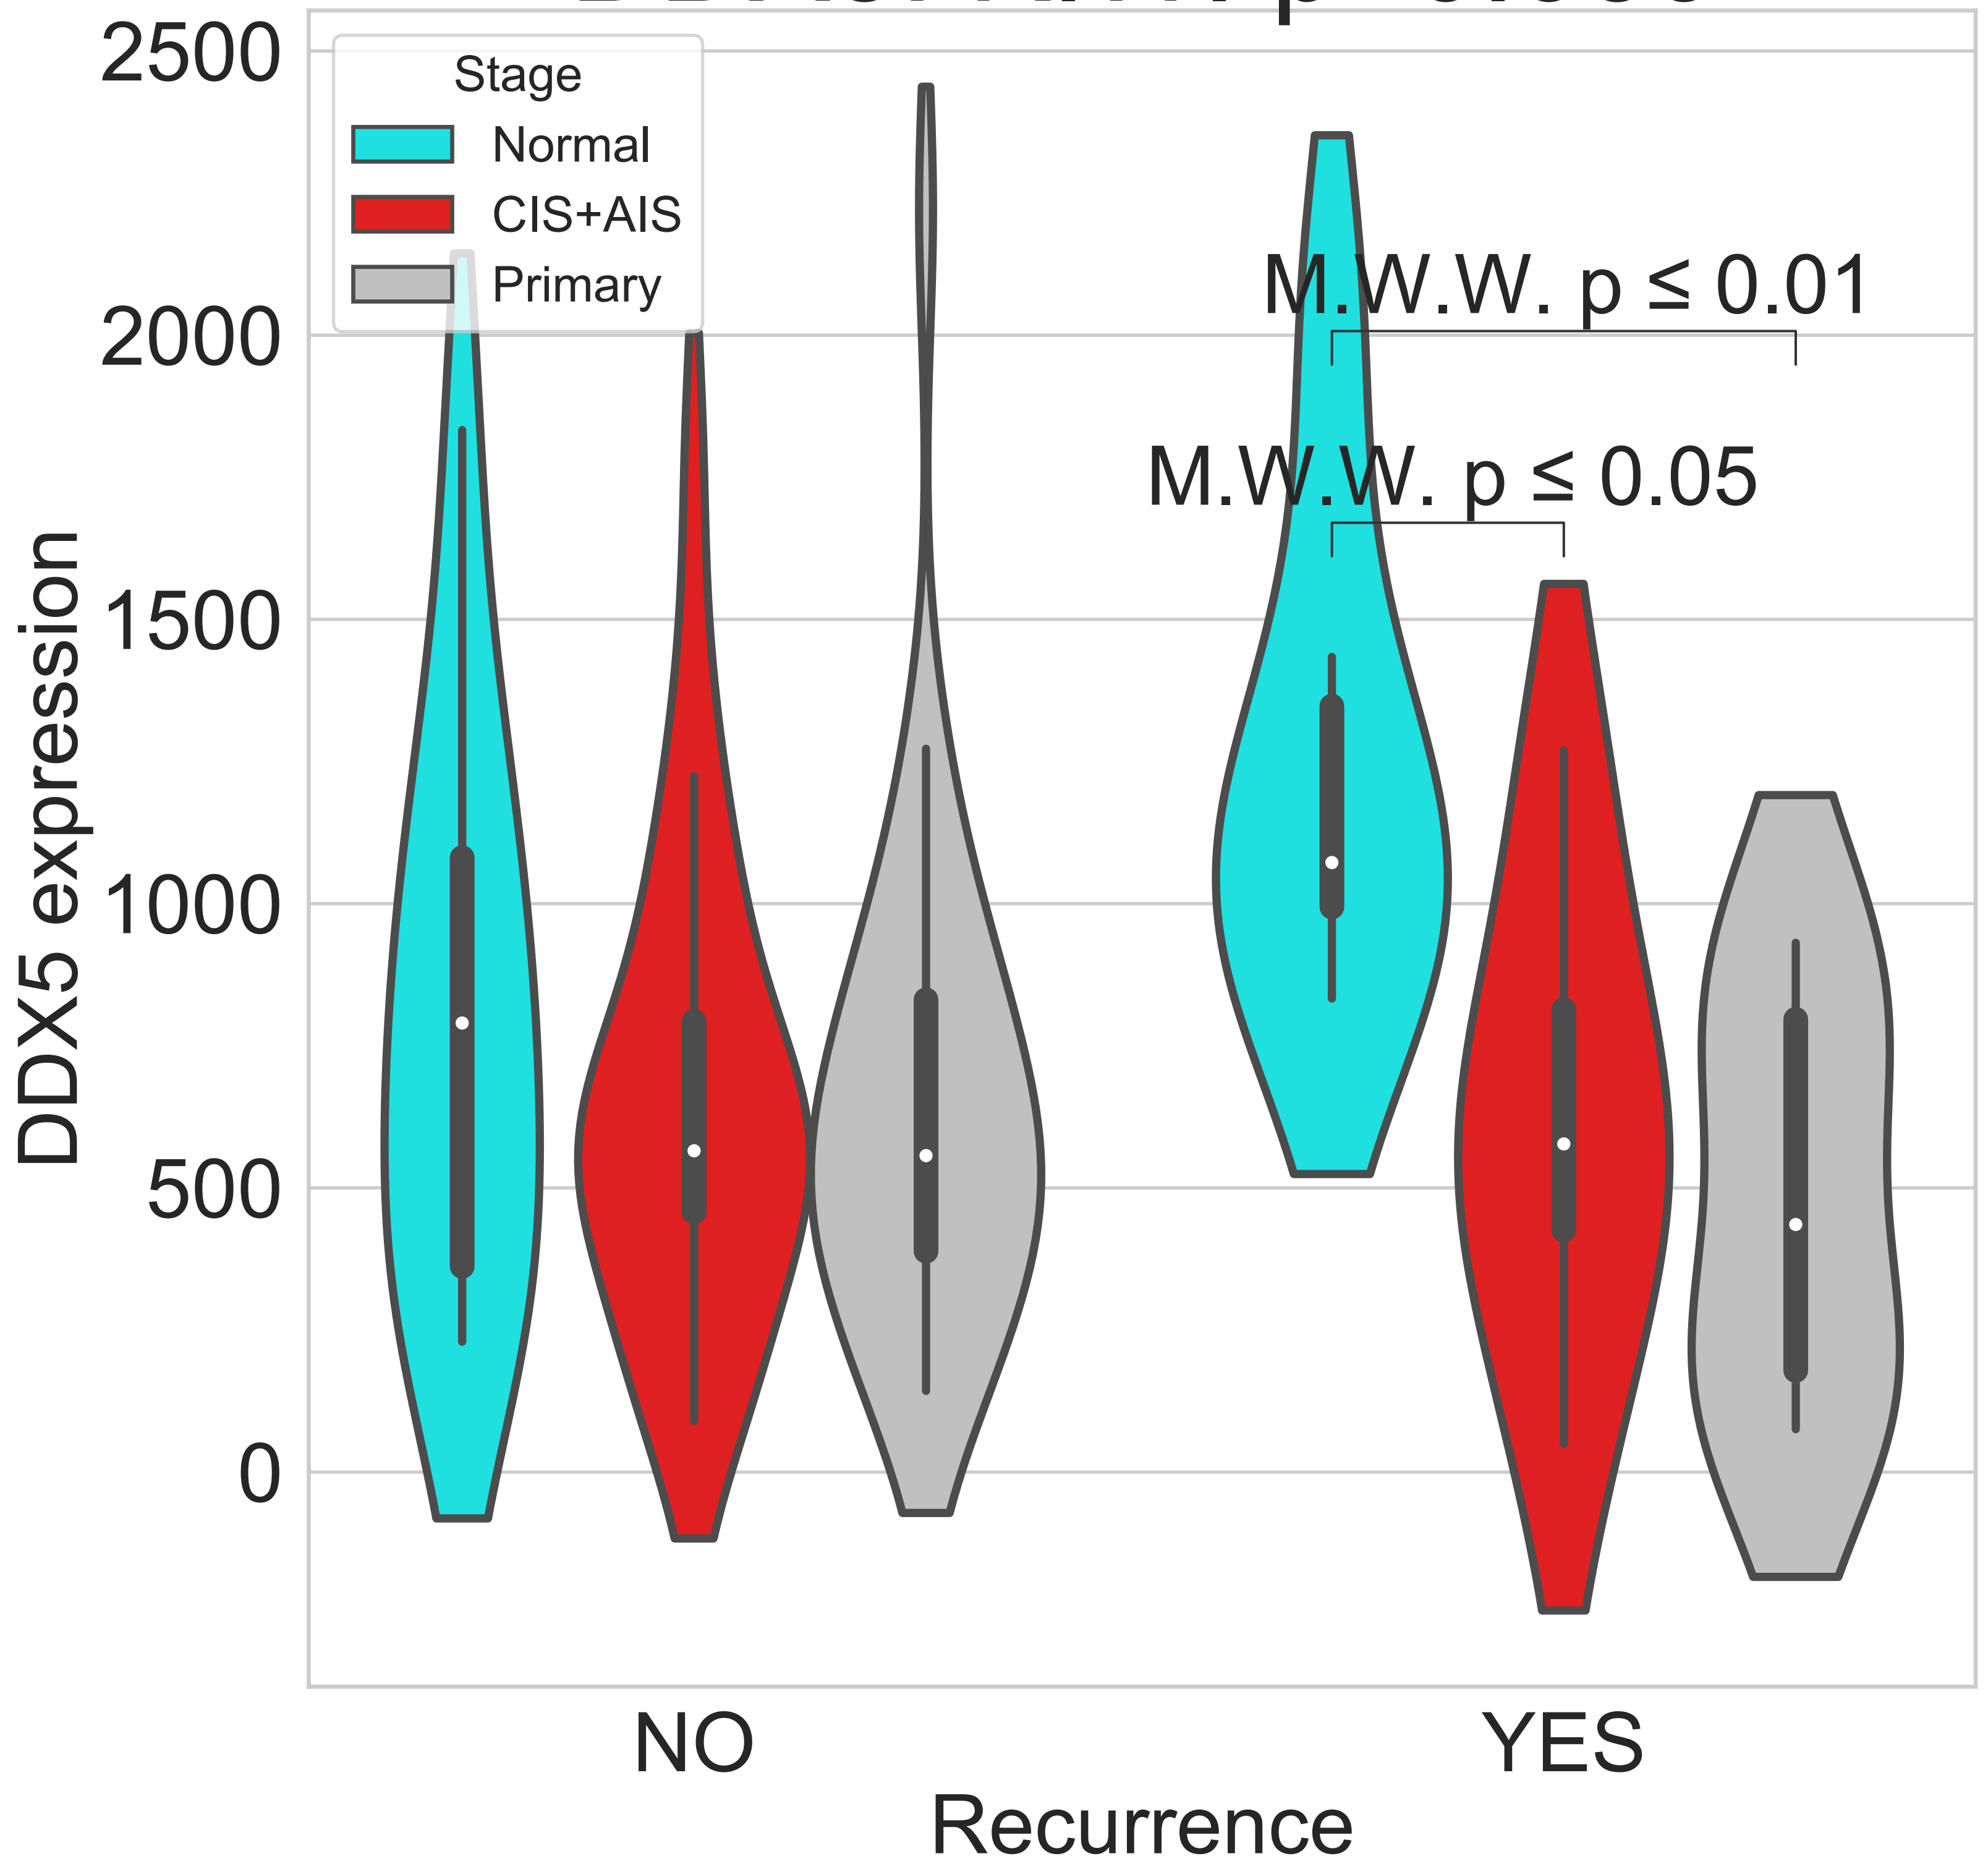 2500
2000
1500
1000
500
0
DDX5 expression
Stage
Normal
CIS+AIS
Primary
M.W.W. p ≤ 0.01
M.W.W. p ≤ 0.05
NO
YES
Recurrence